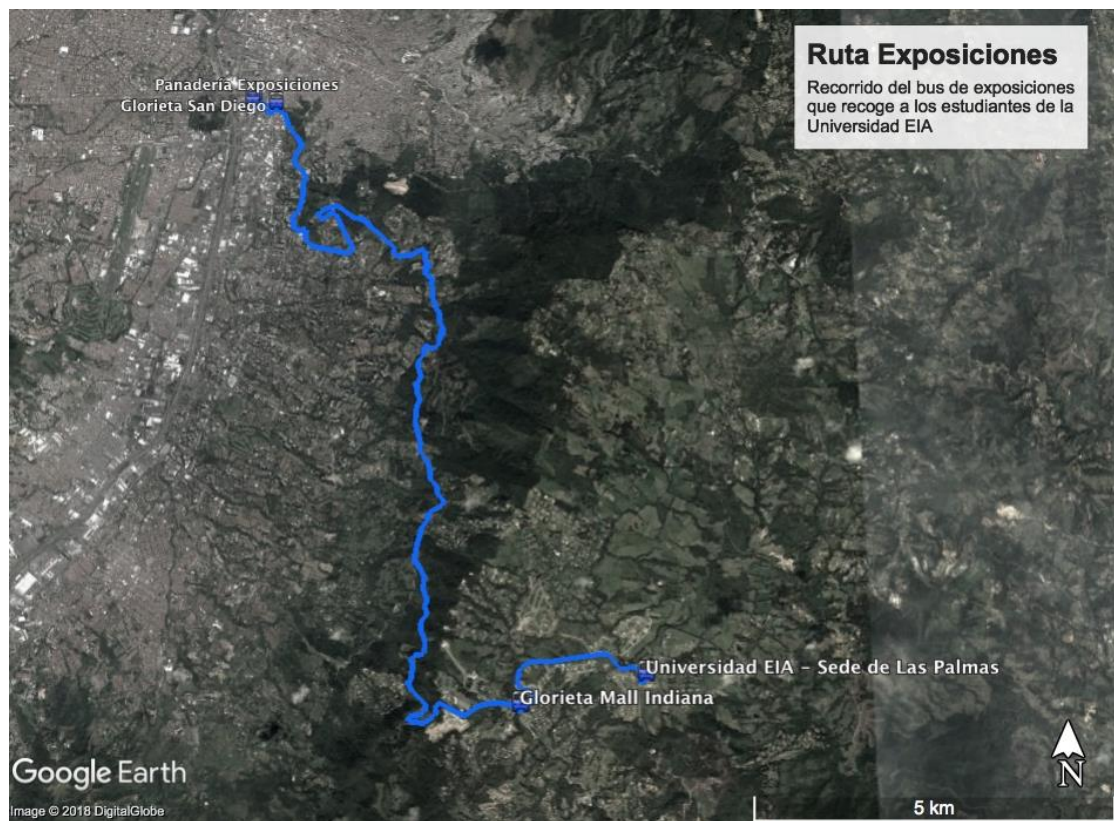 Ruta Exposiciones
Recorrido del bus de exposiciones
que recoge a los estudiantes de la
Universidad EIA
Panadería Exposiciones
Glorieta San Diego
Universidad EIA - Sede de Las Palmas
Glorieta Mall Indiana
N
Google Earth
Image © 2018 DigitalGlobe
5 km